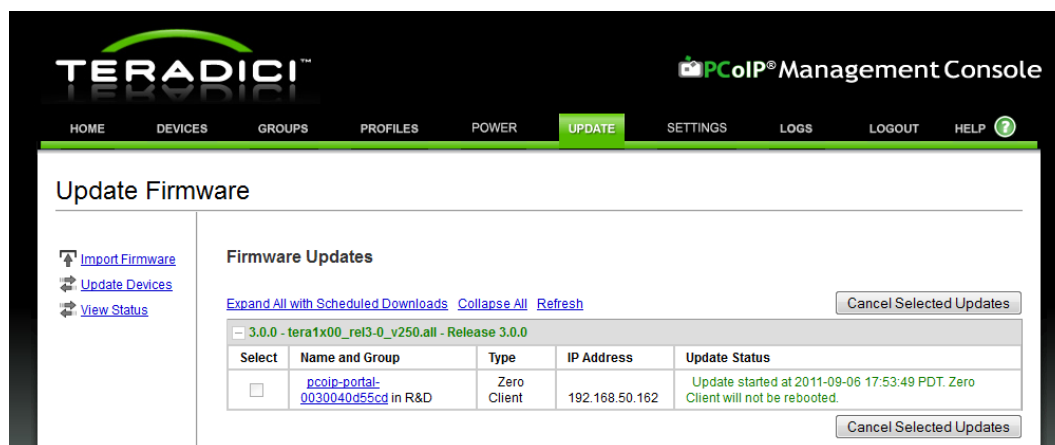 TERADICI™
PCoIP® Management Console
HOME DEVICES GROUPS PROFILES POWER UPDATE SETTINGS LOGS LOGOUT HELP ?
Update Firmware
Import Firmware
Update Devices
View Status
Firmware Updates
Expand All with Scheduled Downloads Collapse All Refresh Cancel Selected Updates
3.0.0 - tera1x00_rel3-0_v250.all - Release 3.0.0
Select Name and Group Type IP Address Update Status
pcoip-portal-
0030040d55cd in R&D
Zero
Client
192.168.50.162
Update started at 2011-09-06 17:53:49 PDT. Zero
Client will not be rebooted.
Cancel Selected Updates